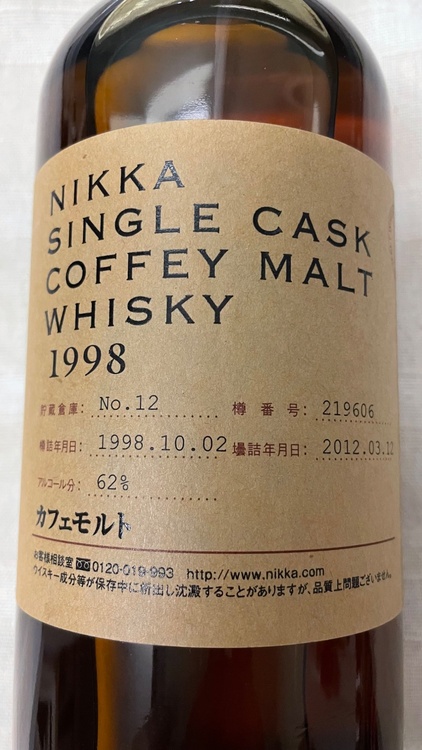 NIKKA
SINGLE CASK
COFFEY MALT
WHISKY
1998
貯蔵倉庫: No.12 樽番号: 219606
樽詰年月日: 1998.10.02 壜詰年月日: 2012.03.12
アルコール分: 62%
カフェモルト
お客様相談室 0120-019-993 http://www.nikka.com
ウイスキー成分等が保存中に析出し沈澱することがありますが、品質上問題ございません。